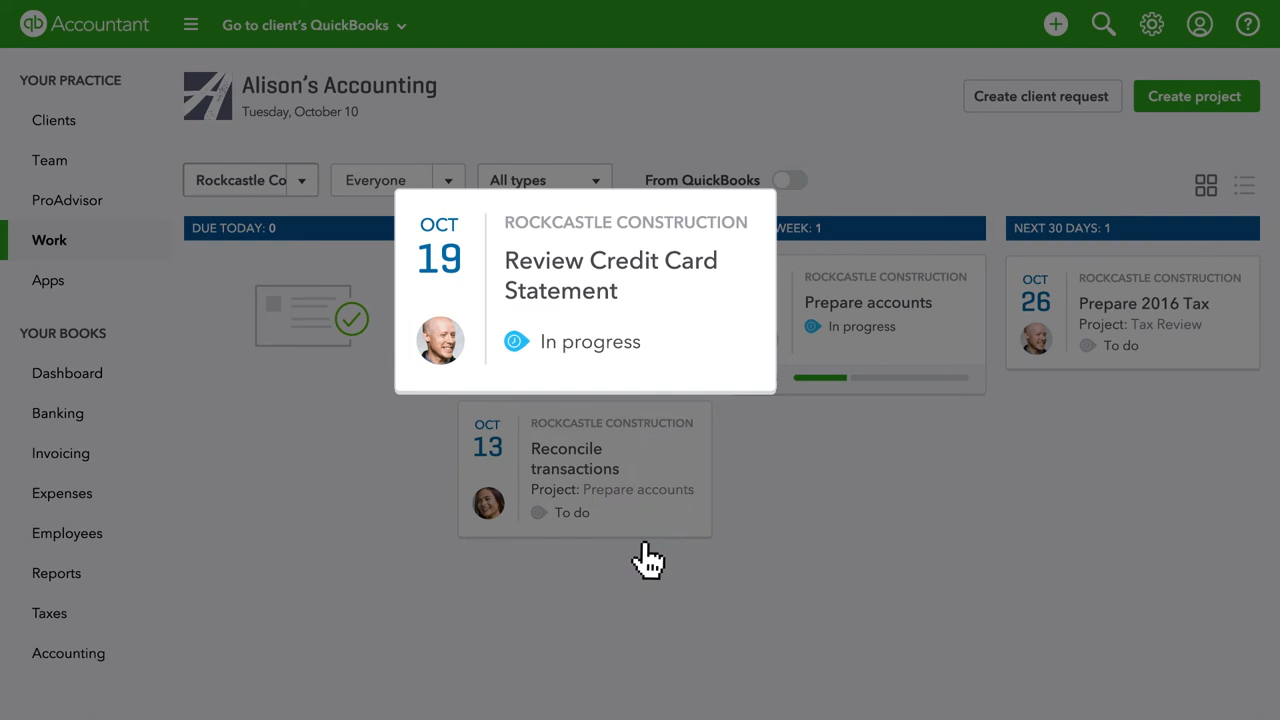 qb Accountant
Go to client's QuickBooks
YOUR PRACTICE
Clients
Team
ProAdvisor
Work
Apps
YOUR BOOKS
Dashboard
Banking
Invoicing
Expenses
Employees
Reports
Taxes
Accounting
Alison's Accounting
Tuesday, October 10
Create client request
Create project
Rockcastle Co
Everyone
All types
From QuickBooks
DUE TODAY: 0
WEEK: 1
NEXT 30 DAYS: 1
OCT
19
ROCKCASTLE CONSTRUCTION
Review Credit Card
Statement
In progress
OCT
13
ROCKCASTLE CONSTRUCTION
Reconcile
transactions
Project: Prepare accounts
To do
ROCKCASTLE CONSTRUCTION
Prepare accounts
In progress
OCT
26
ROCKCASTLE CONSTRUCTION
Prepare 2016 Tax
Project: Tax Review
To do